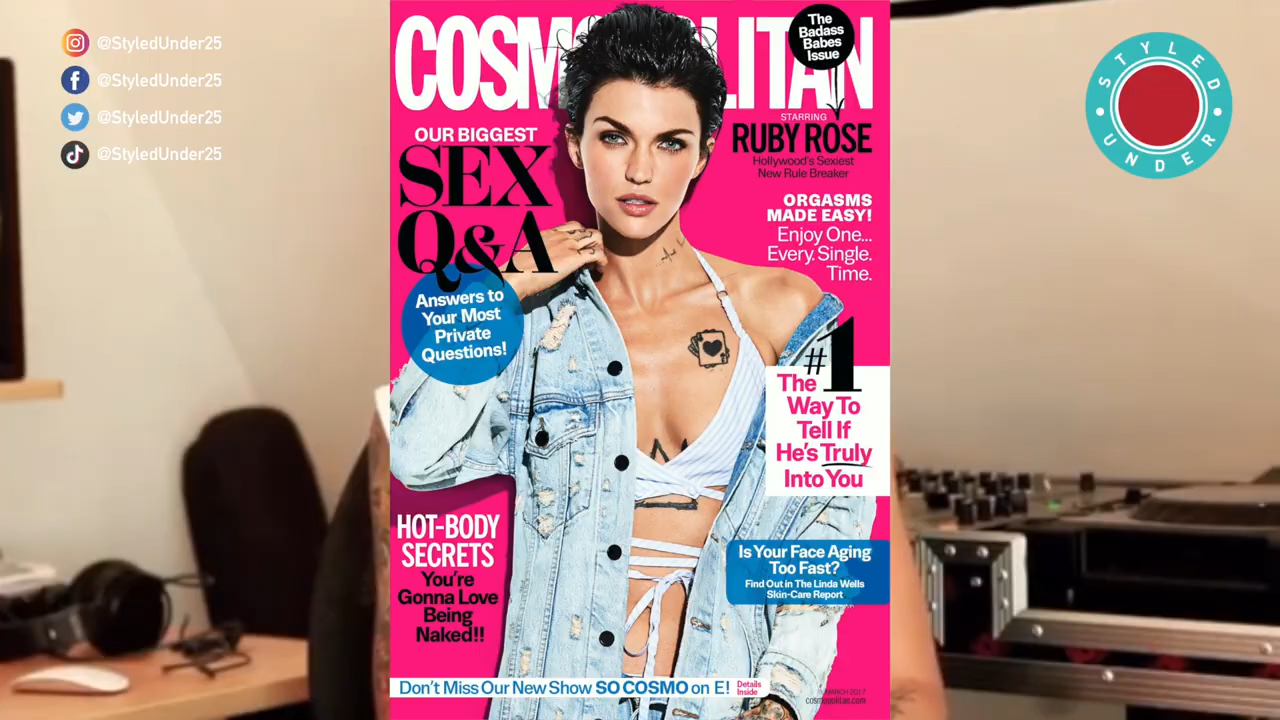 @StyledUnder25
@StyledUnder25
@StyledUnder25
@StyledUnder25
STYLED
UNDER
COSMOPOLITAN
The
Badass
Babes
Issue
STARRING
RUBY ROSE
Hollywood's Sexiest
New Rule Breaker
OUR BIGGEST
SEX
Q&A
Answers to
Your Most
Private
Questions!
ORGASMS
MADE EASY!
Enjoy One...
Every. Single.
Time.
#1
The
Way To
Tell If
He's Truly
Into You
HOT-BODY
SECRETS
You're
Gonna Love
Being
Naked!!
Is Your Face Aging
Too Fast?
Find Out in The Linda Wells
Skin-Care Report
Don't Miss Our New Show SO COSMO on E!
Details
Inside
MARCH 2017
cosmopolitan.com